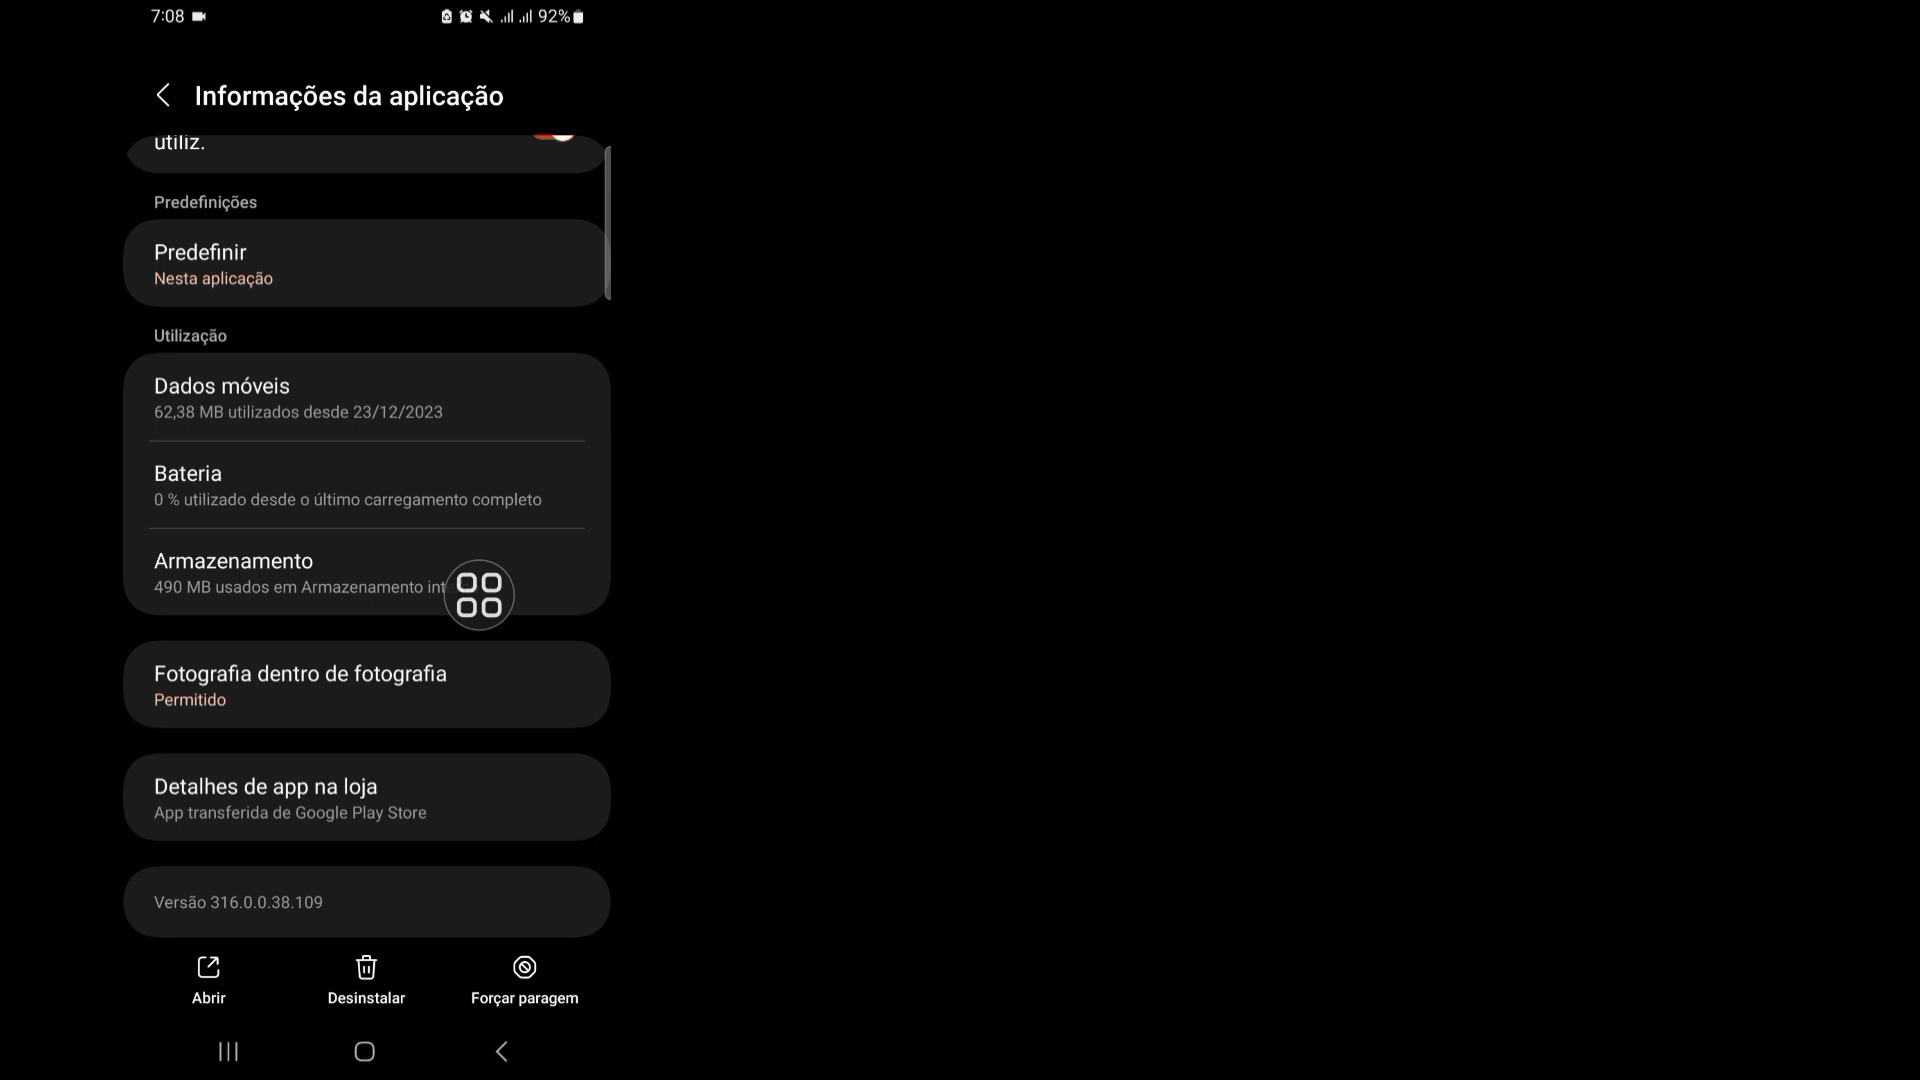 7:08 92%
Informações da aplicação
utiliz.
Predefinições
Predefinir
Nesta aplicação
Utilização
Dados móveis
62,38 MB utilizados desde 23/12/2023
Bateria
0 % utilizado desde o último carregamento completo
Armazenamento
490 MB usados em Armazenamento
Fotografia dentro de fotografia
Permitido
Detalhes de app na loja
App transferida de Google Play Store
Versão 316.0.0.38.109
Abrir Desinstalar Forçar paragem